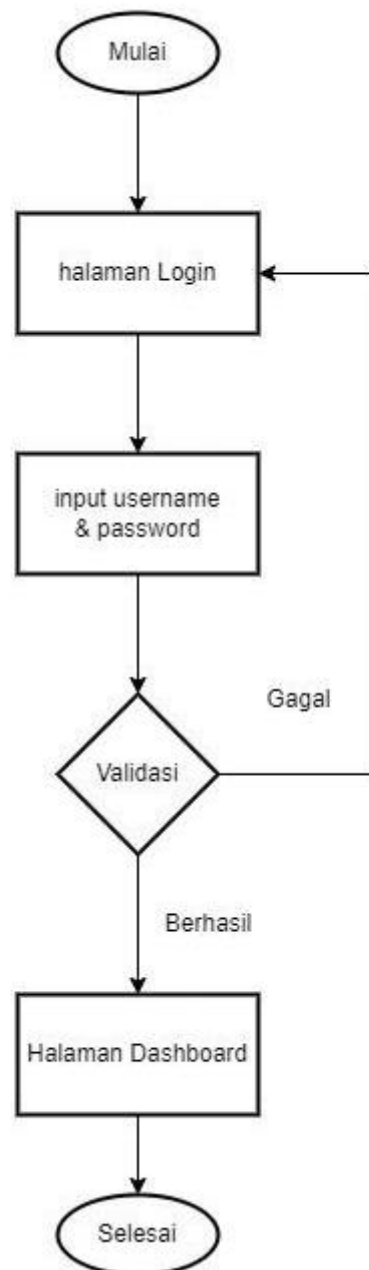 Mulai
halaman Login
input username
& password
Gagal
Validasi
Berhasil
Halaman Dashboard
Selesai